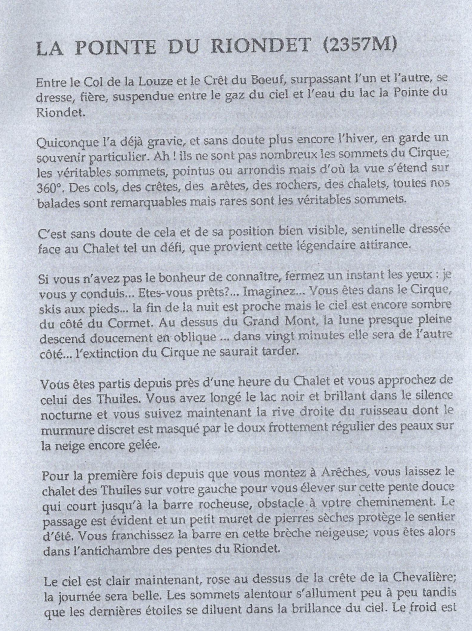 LA POINTE DU RIONDET (2357M)
Entre le Col de la Louze et le Crêt du Boeuf, surpassant l'un et l'autre, se
dresse, fière, suspendue entre le gaz du ciel et l'eau du lac la Pointe du
Riondet.
Quiconque l'a déjà gravie, et sans doute plus encore l'hiver, en garde un
souvenir particulier. Ah ! ils ne sont pas nombreux les sommets du Cirque;
les véritables sommets, pointus ou arrondis mais d'où la vue s'étend sur
360°. Des cols, des crêtes, des arêtes, des rochers, des chalets, toutes nos
balades sont remarquables mais rares sont les véritables sommets.
C'est sans doute de cela et de sa position bien visible, sentinelle dressée
face au Chalet tel un défi, que provient cette légendaire attirance.
Si vous n'avez pas le bonheur de connaître, fermez un instant les yeux : je
vous y conduis... Etes-vous prêts?... Imaginez... Vous êtes dans le Cirque,
skis aux pieds... la fin de la nuit est proche mais le ciel est encore sombre
du côté du Cormet. Au dessus du Grand Mont, la lune presque pleine
descend doucement en oblique ... dans vingt minutes elle sera de l'autre
côté... l'extinction du Cirque ne saurait tarder.
Vous êtes partis depuis près d'une heure du Chalet et vous approchez de
celui des Thuiles. Vous avez longé le lac noir et brillant dans le silence
nocturne et vous suivez maintenant la rive droite du ruisseau dont le
murmure discret est masqué par le doux frottement régulier des peaux sur
la neige encore gelée.
Pour la première fois depuis que vous montez à Arêches, vous laissez le
chalet des Thuiles sur votre gauche pour vous élever sur cette pente douce
qui court jusqu'à la barre rocheuse, obstacle à votre cheminement. Le
passage est évident et un petit muret de pierres sèches protège le sentier
d'été. Vous franchissez la barre en cette brèche neigeuse; vous êtes alors
dans l'antichambre des pentes du Riondet.
Le ciel est clair maintenant, rose au dessus de la crête de la Chevalière;
la journée sera belle. Les sommets alentour s'allument peu à peu tandis
que les dernières étoiles se diluent dans la brillance du ciel. Le froid est